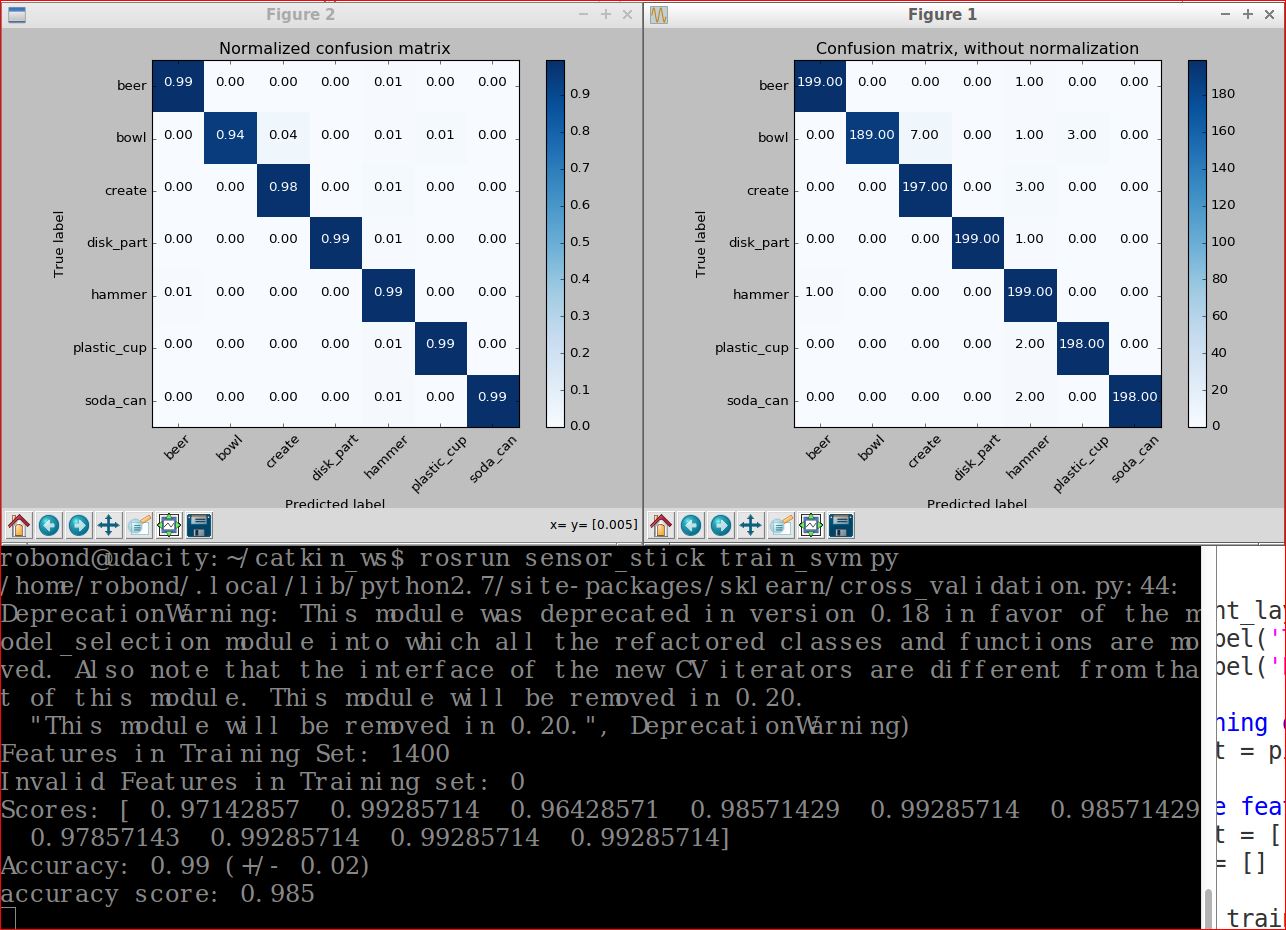 Figure 2
Normalized confusion matrix
beer 0.99 0.00 0.00 0.00 0.01 0.00 0.00
bowl 0.00 0.94 0.04 0.00 0.01 0.01 0.00
create 0.00 0.00 0.98 0.00 0.01 0.00 0.00
disk_part 0.00 0.00 0.00 0.99 0.01 0.00 0.00
hammer 0.01 0.00 0.00 0.00 0.99 0.00 0.00
plastic_cup 0.00 0.00 0.00 0.00 0.01 0.99 0.00
soda_can 0.00 0.00 0.00 0.00 0.01 0.00 0.99
True label
beer bowl create disk_part hammer plastic_cup soda_can
Predicted label
0.9
0.8
0.7
0.6
0.5
0.4
0.3
0.2
0.1
0.0
x= y= [0.005]
Figure 1
Confusion matrix, without normalization
beer 199.00 0.00 0.00 0.00 1.00 0.00 0.00
bowl 0.00 189.00 7.00 0.00 1.00 3.00 0.00
create 0.00 0.00 197.00 0.00 3.00 0.00 0.00
disk_part 0.00 0.00 0.00 199.00 1.00 0.00 0.00
hammer 1.00 0.00 0.00 0.00 199.00 0.00 0.00
plastic_cup 0.00 0.00 0.00 0.00 2.00 198.00 0.00
soda_can 0.00 0.00 0.00 0.00 2.00 0.00 198.00
True label
beer bowl create disk_part hammer plastic_cup soda_can
Predicted label
180
160
140
120
100
80
60
40
20
0
robond@udacity:~/catkin_ws$ rosrun sensor_stick train_svm.py
/home/robond/.local/lib/python2.7/site-packages/sklearn/cross_validation.py:44:
DeprecationWarning: This module was deprecated in version 0.18 in favor of the m
odel_selection module into which all the refactored classes and functions are mo
ved. Also note that the interface of the new CV iterators are different from tha
t of this module. This module will be removed in 0.20.
"This module will be removed in 0.20.", DeprecationWarning)
Features in Training Set: 1400
Invalid Features in Training set: 0
Scores: [ 0.97142857 0.99285714 0.96428571 0.98571429 0.99285714 0.98571429
0.97857143 0.99285714 0.99285714 0.99285714]
Accuracy: 0.99 (+/- 0.02)
accuracy score: 0.985
= []